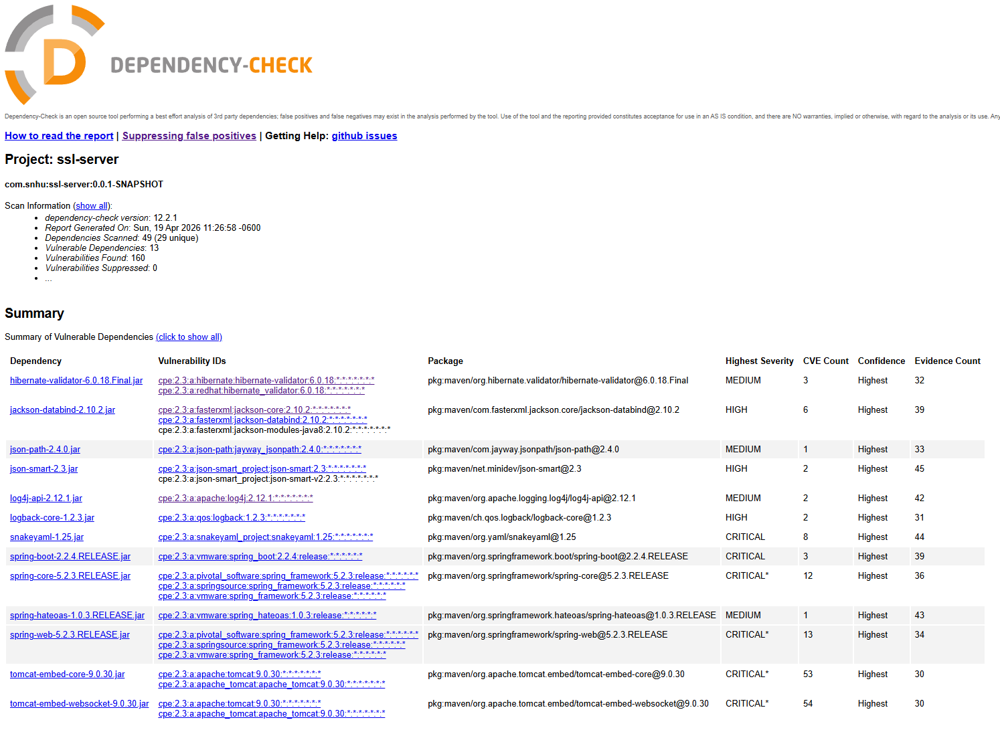 D
DEPENDENCY-CHECK
Dependency-Check is an open source tool performing a best effort analysis of 3rd party dependencies; false positives and false negatives may exist in the analysis performed by the tool. Use of the tool and the reporting provided constitutes acceptance for use in an AS IS condition, and there are NO warranties, implied or otherwise, with regard to the analysis or its use. Any
How to read the report | Suppressing false positives | Getting Help: github issues
Project: ssl-server
com.snhu:ssl-server:0.0.1-SNAPSHOT
Scan Information (show all):
• dependency-check version: 12.2.1
• Report Generated On: Sun, 19 Apr 2026 11:26:58 -0600
• Dependencies Scanned: 49 (29 unique)
• Vulnerable Dependencies: 13
• Vulnerabilities Found: 160
• Vulnerabilities Suppressed: 0
• ...
Summary
Summary of Vulnerable Dependencies (click to show all)
Dependency Vulnerability IDs Package Highest Severity CVE Count Confidence Evidence Count
hibernate-validator-6.0.18.Final.jar cpe:2.3:a:hibernate:hibernate-validator:6.0.18:*:*:*:*:*:*:* pkg:maven/org.hibernate.validator/hibernate-validator@6.0.18.Final MEDIUM 3 Highest 32
cpe:2.3:a:redhat:hibernate_validator:6.0.18:*:*:*:*:*:*:*
jackson-databind-2.10.2.jar cpe:2.3:a:fasterxml:jackson-core:2.10.2:*:*:*:*:*:*:* pkg:maven/com.fasterxml.jackson.core/jackson-databind@2.10.2 HIGH 6 Highest 39
cpe:2.3:a:fasterxml:jackson-databind:2.10.2:*:*:*:*:*:*:*
cpe:2.3:a:fasterxml:jackson-modules-java8:2.10.2:*:*:*:*:*:*:*
json-path-2.4.0.jar cpe:2.3:a:json-path:jayway_jsonpath:2.4.0:*:*:*:*:*:*:* pkg:maven/com.jayway.jsonpath/json-path@2.4.0 MEDIUM 1 Highest 33
json-smart-2.3.jar cpe:2.3:a:json-smart_project:json-smart:2.3:*:*:*:*:*:*:* pkg:maven/net.minidev/json-smart@2.3 HIGH 2 Highest 45
cpe:2.3:a:json-smart_project:json-smart-v2:2.3:*:*:*:*:*:*:*
log4j-api-2.12.1.jar cpe:2.3:a:apache:log4j:2.12.1:*:*:*:*:*:*:* pkg:maven/org.apache.logging.log4j/log4j-api@2.12.1 MEDIUM 2 Highest 42
logback-core-1.2.3.jar cpe:2.3:a:qos:logback:1.2.3:*:*:*:*:*:*:* pkg:maven/ch.qos.logback/logback-core@1.2.3 HIGH 2 Highest 31
snakeyaml-1.25.jar cpe:2.3:a:snakeyaml_project:snakeyaml:1.25:*:*:*:*:*:*:* pkg:maven/org.yaml/snakeyaml@1.25 CRITICAL 8 Highest 44
spring-boot-2.2.4.RELEASE.jar cpe:2.3:a:vmware:spring_boot:2.2.4:release:*:*:*:*:*:* pkg:maven/org.springframework.boot/spring-boot@2.2.4.RELEASE CRITICAL 3 Highest 39
spring-core-5.2.3.RELEASE.jar cpe:2.3:a:pivotal_software:spring_framework:5.2.3:release:*:*:*:*:*:* pkg:maven/org.springframework/spring-core@5.2.3.RELEASE CRITICAL* 12 Highest 36
cpe:2.3:a:springsource:spring_framework:5.2.3:release:*:*:*:*:*:*
cpe:2.3:a:vmware:spring_framework:5.2.3:release:*:*:*:*:*:*
spring-hateoas-1.0.3.RELEASE.jar cpe:2.3:a:vmware:spring_hateoas:1.0.3:release:*:*:*:*:*:* pkg:maven/org.springframework.hateoas/spring-hateoas@1.0.3.RELEASE MEDIUM 1 Highest 43
spring-web-5.2.3.RELEASE.jar cpe:2.3:a:pivotal_software:spring_framework:5.2.3:release:*:*:*:*:*:* pkg:maven/org.springframework/spring-web@5.2.3.RELEASE CRITICAL* 13 Highest 34
cpe:2.3:a:springsource:spring_framework:5.2.3:release:*:*:*:*:*:*
cpe:2.3:a:vmware:spring_framework:5.2.3:release:*:*:*:*:*:*
tomcat-embed-core-9.0.30.jar cpe:2.3:a:apache:tomcat:9.0.30:*:*:*:*:*:*:* pkg:maven/org.apache.tomcat.embed/tomcat-embed-core@9.0.30 CRITICAL* 53 Highest 30
cpe:2.3:a:apache_tomcat:apache_tomcat:9.0.30:*:*:*:*:*:*:*
tomcat-embed-websocket-9.0.30.jar cpe:2.3:a:apache:tomcat:9.0.30:*:*:*:*:*:*:* pkg:maven/org.apache.tomcat.embed/tomcat-embed-websocket@9.0.30 CRITICAL* 54 Highest 30
cpe:2.3:a:apache_tomcat:apache_tomcat:9.0.30:*:*:*:*:*:*:*